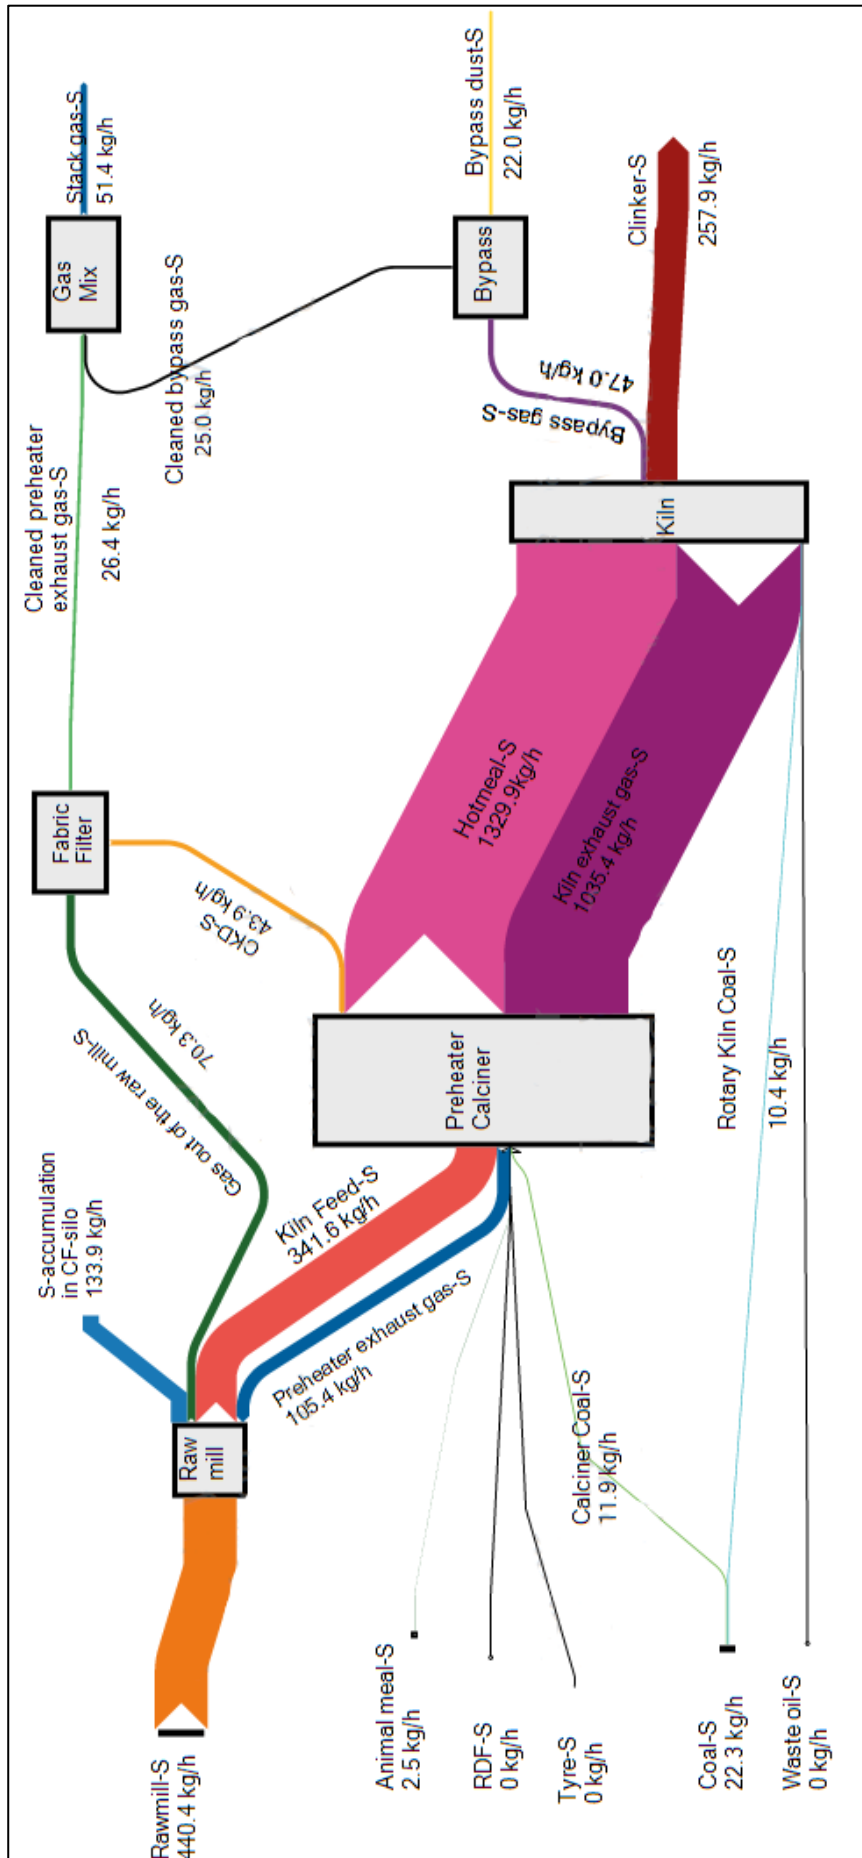 Rawmill-S
440.4 kg/h
Raw
mill
S-accumulation
in CF-silo
133.9 kg/h
Gas out of the raw mill-S
70.3 kg/h
Kiln Feed-S
341.6 kg/h
Preheater exhaust gas-S
105.4 kg/h
Fabric
Filter
CKD-S
43.9 kg/h
Cleaned preheater
exhaust gas-S
26.4 kg/h
Gas
Mix
Stack gas-S
51.4 kg/h
Cleaned bypass gas-S
25.0 kg/h
Bypass
Bypass dust-S
22.0 kg/h
Bypass gas-S
47.0 kg/h
Clinker-S
257.9 kg/h
Kiln
Hotmeal-S
1329.9kg/h
Kiln exhaust gas-S
1035.4 kg/h
Preheater
Calciner
Animal meal-S
2.5 kg/h
RDF-S
0 kg/h
Tyre-S
0 kg/h
Calciner Coal-S
11.9 kg/h
Rotary Kiln Coal-S
10.4 kg/h
Coal-S
22.3 kg/h
Waste oil-S
0 kg/h